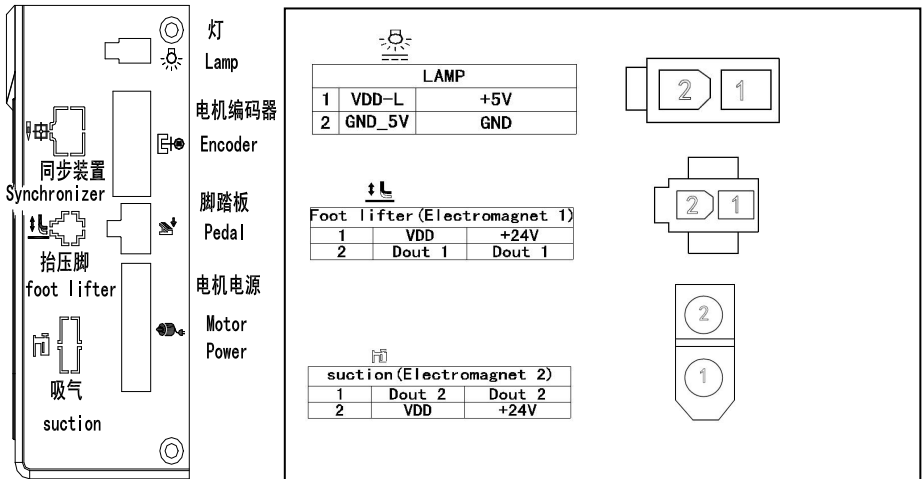 灯
Lamp
电机编码器
Encoder
同步装置
Synchronizer
脚踏板
Pedal
抬压脚
foot lifter
电机电源
Motor
Power
吸气
suction
LAMP
1 VDD-L +5V
2 GND_5V GND
2 1
Foot lifter(Electromagnet 1)
1 VDD +24V
2 Dout 1 Dout 1
2 1
suction(Electromagnet 2)
1 Dout 2 Dout 2
2 VDD +24V
2
1